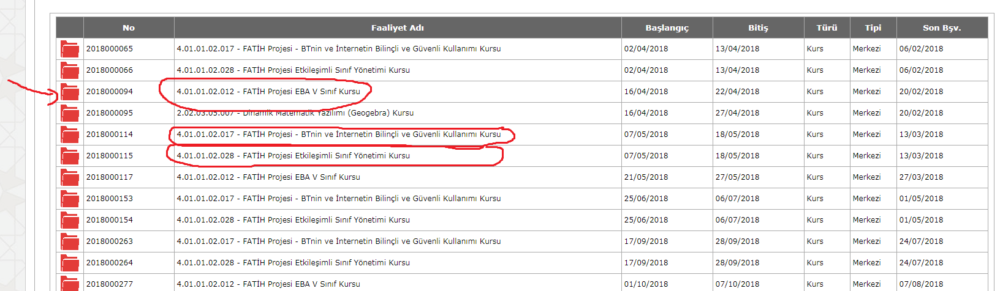 No Faaliyet Adı Başlangıç Bitiş Türü Tipi Son Bşv.
2018000065 4.01.01.02.017 - FATİH Projesi - BTnin ve İnternetin Bilinçli ve Güvenli Kullanımı Kursu 02/04/2018 13/04/2018 Kurs Merkezi 06/02/2018
2018000066 4.01.01.02.028 - FATİH Projesi Etkileşimli Sınıf Yönetimi Kursu 02/04/2018 13/04/2018 Kurs Merkezi 06/02/2018
2018000094 4.01.01.02.012 - FATİH Projesi EBA V Sınıf Kursu 16/04/2018 22/04/2018 Kurs Merkezi 20/02/2018
2018000095 2.02.03.05.007 - Dinamik Matematik Yazılımı (Geogebra) Kursu 16/04/2018 27/04/2018 Kurs Merkezi 20/02/2018
2018000114 4.01.01.02.017 - FATİH Projesi - BTnin ve İnternetin Bilinçli ve Güvenli Kullanımı Kursu 07/05/2018 18/05/2018 Kurs Merkezi 13/03/2018
2018000115 4.01.01.02.028 - FATİH Projesi Etkileşimli Sınıf Yönetimi Kursu 07/05/2018 18/05/2018 Kurs Merkezi 13/03/2018
2018000117 4.01.01.02.012 - FATİH Projesi EBA V Sınıf Kursu 21/05/2018 27/05/2018 Kurs Merkezi 27/03/2018
2018000153 4.01.01.02.017 - FATİH Projesi - BTnin ve İnternetin Bilinçli ve Güvenli Kullanımı Kursu 25/06/2018 06/07/2018 Kurs Merkezi 01/05/2018
2018000154 4.01.01.02.028 - FATİH Projesi Etkileşimli Sınıf Yönetimi Kursu 25/06/2018 06/07/2018 Kurs Merkezi 01/05/2018
2018000263 4.01.01.02.017 - FATİH Projesi - BTnin ve İnternetin Bilinçli ve Güvenli Kullanımı Kursu 17/09/2018 28/09/2018 Kurs Merkezi 24/07/2018
2018000264 4.01.01.02.028 - FATİH Projesi Etkileşimli Sınıf Yönetimi Kursu 17/09/2018 28/09/2018 Kurs Merkezi 24/07/2018
2018000277 4.01.01.02.012 - FATİH Projesi EBA V Sınıf Kursu 01/10/2018 07/10/2018 Kurs Merkezi 07/08/2018